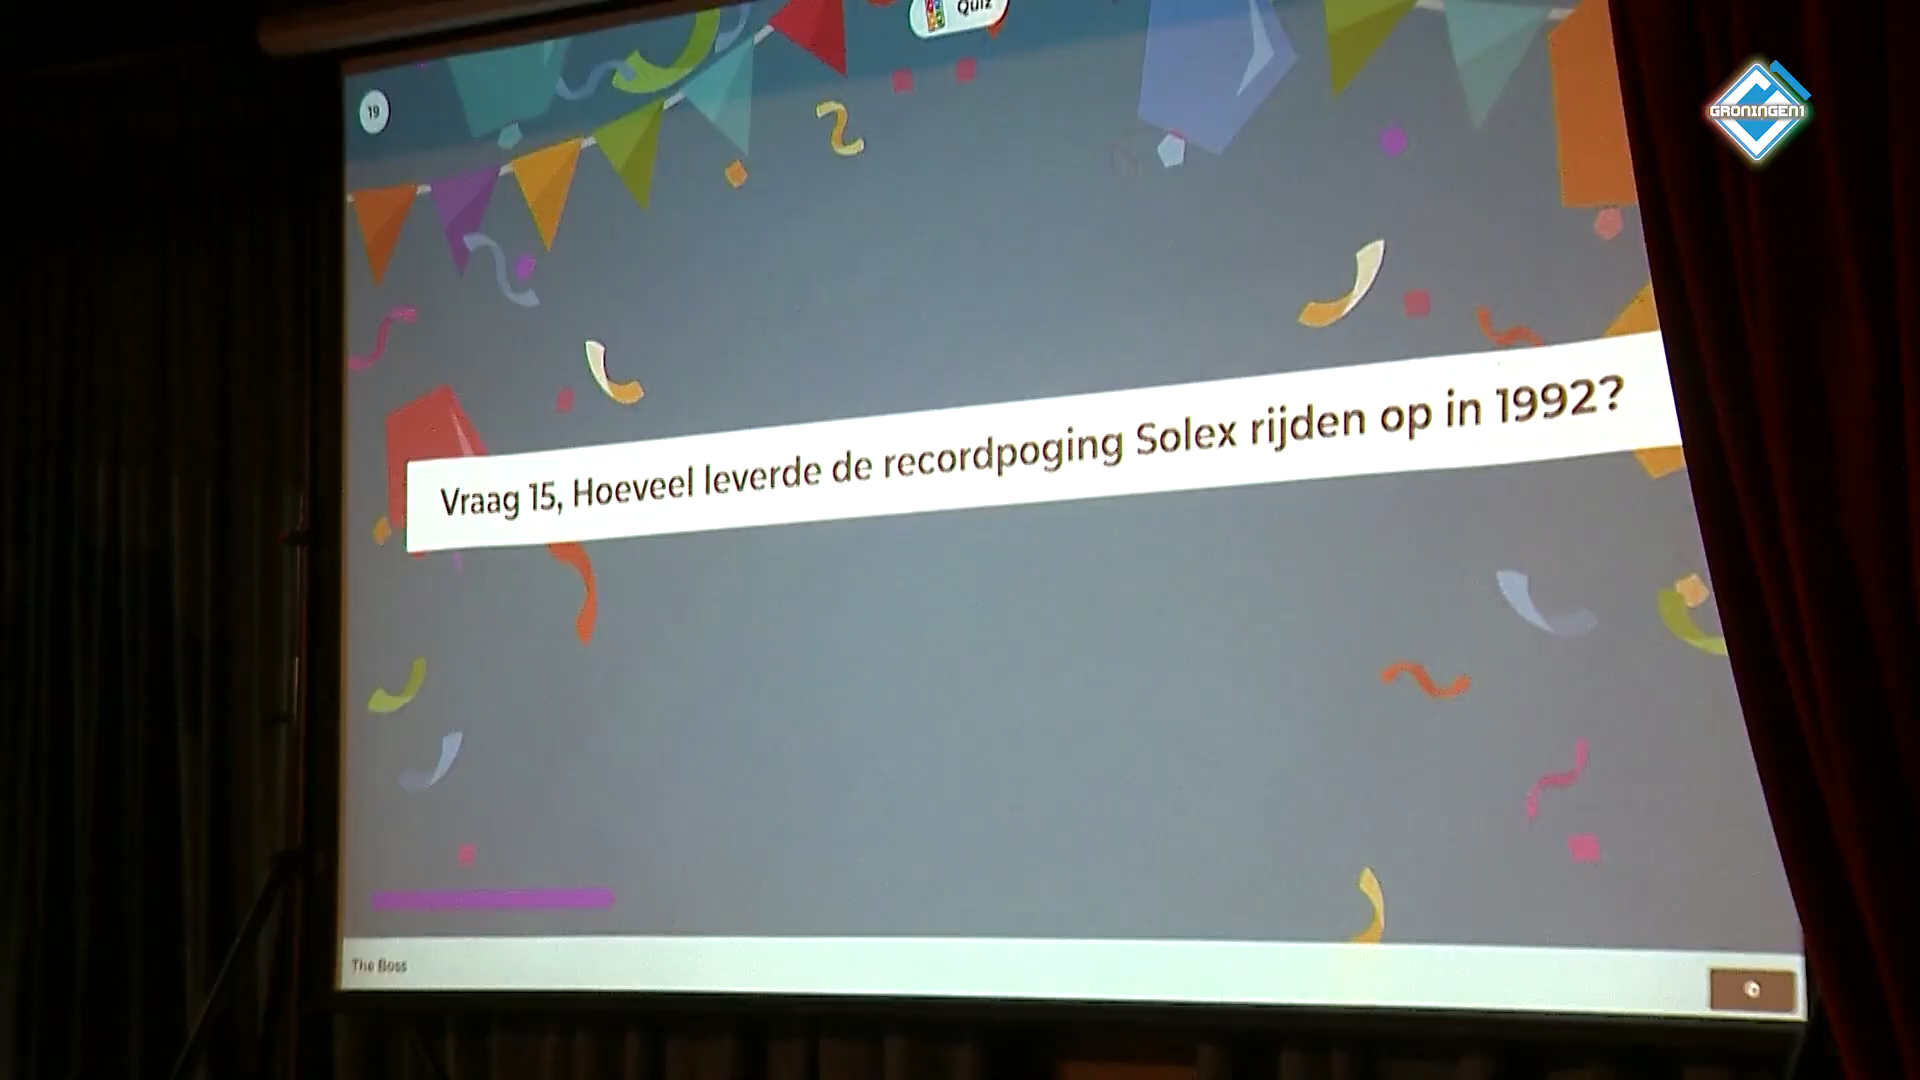 Quiz
19
GRONINGEN1
Vraag 15, Hoeveel leverde de recordpoging Solex rijden op in 1992?
The Boss